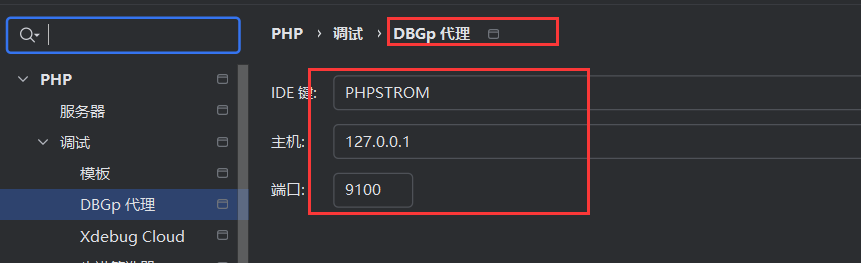 PHP
服务器
调试
模板
DBGp 代理
Xdebug Cloud
PHP › 调试 › DBGp 代理
IDE 键: PHPSTROM
主机: 127.0.0.1
端口: 9100